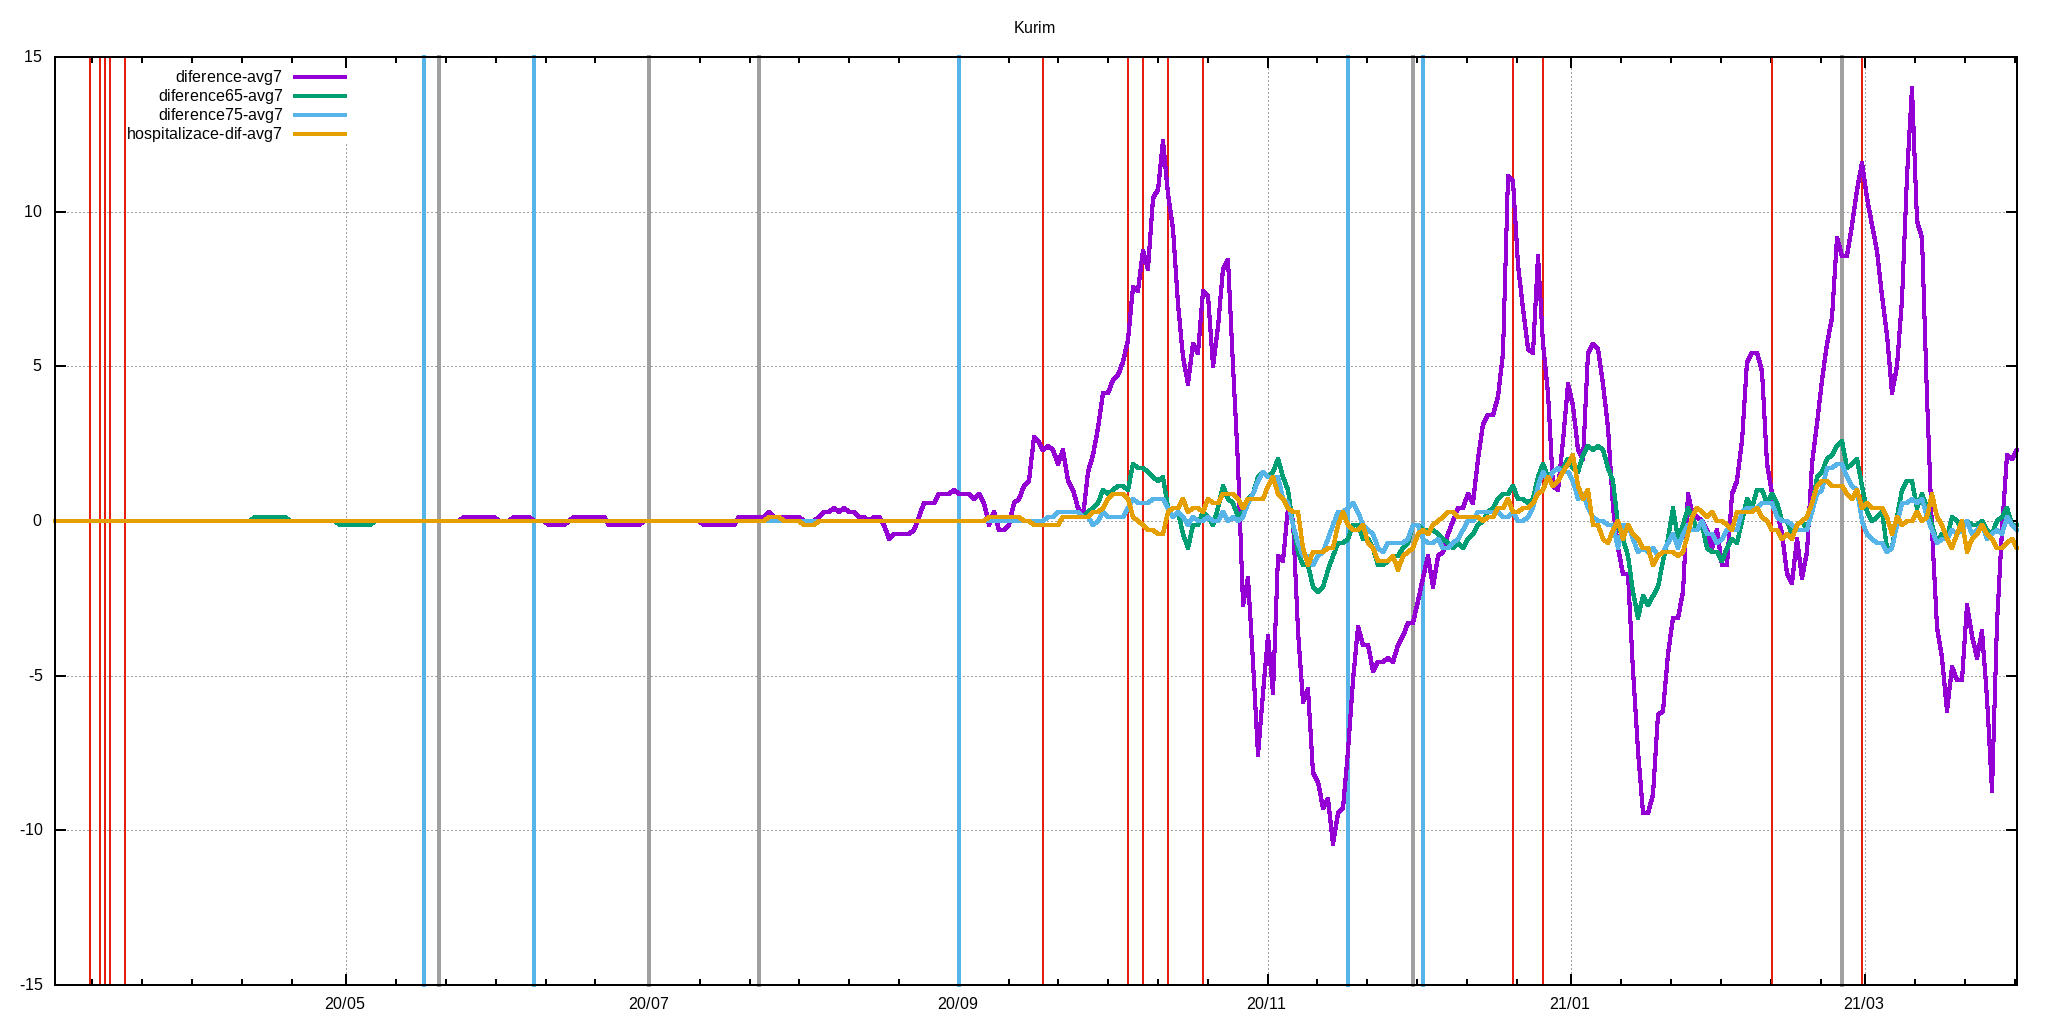 Kurim
15
diference-avg7
diference65-avg7
diference75-avg7
hospitalizace-dif-avg7
10
5
0
-5
-10
-15
20/05 20/07 20/09 20/11 21/01 21/03